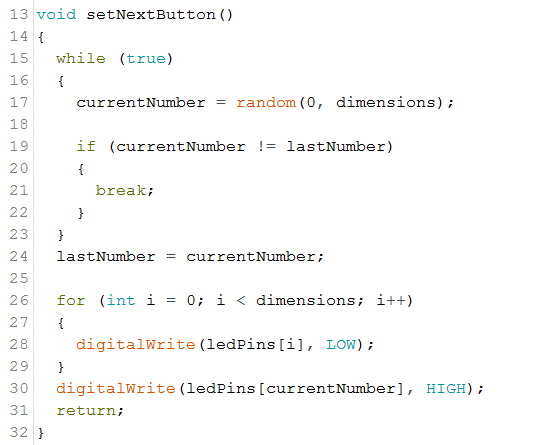 13 void setNextButton()
14 {
15   while (true)
16   {
17     currentNumber = random(0, dimensions);
18
19     if (currentNumber != lastNumber)
20     {
21       break;
22     }
23   }
24   lastNumber = currentNumber;
25
26   for (int i = 0; i < dimensions; i++)
27   {
28     digitalWrite(ledPins[i], LOW);
29   }
30   digitalWrite(ledPins[currentNumber], HIGH);
31   return;
32 }